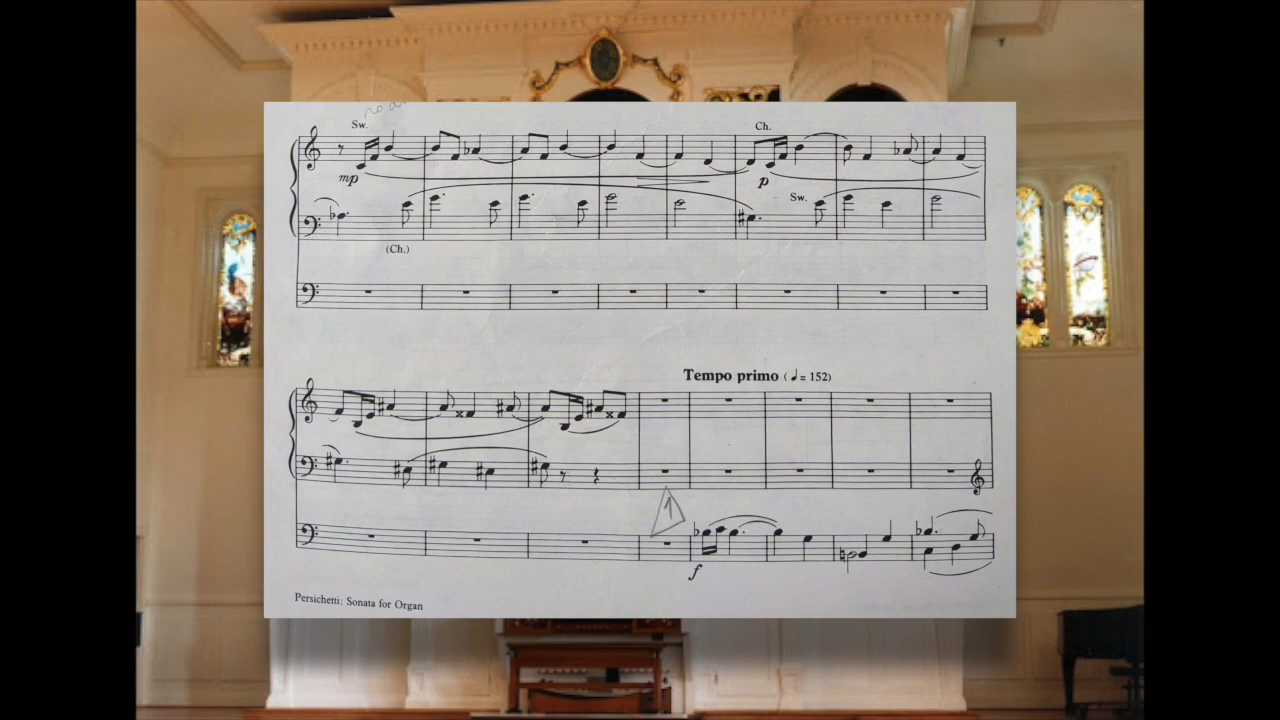 Sw.
Ch.
mp
p
Sw.
(Ch.)
Tempo primo (♩= 152)
1
f
Persichetti: Sonata for Organ